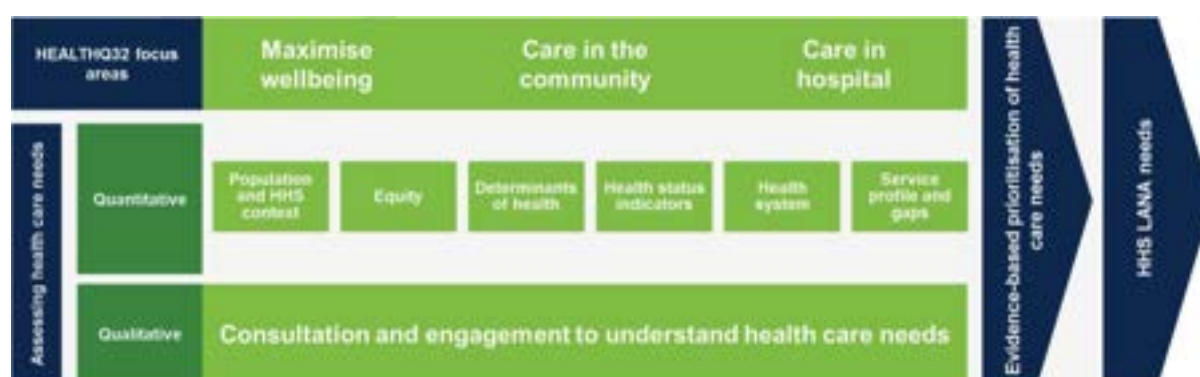 HEALTHQ32 focus
areas
Maximise
wellbeing
Care in the
community
Care in
hospital
Assessing health care needs
Quantitative
Population
and HHS
context
Equity
Determinants
of health
Health status
indicators
Health
system
Service
profile and
gaps
Qualitative
Consultation and engagement to understand health care needs
Evidence-based prioritisation of health
care needs
HHS LANA needs